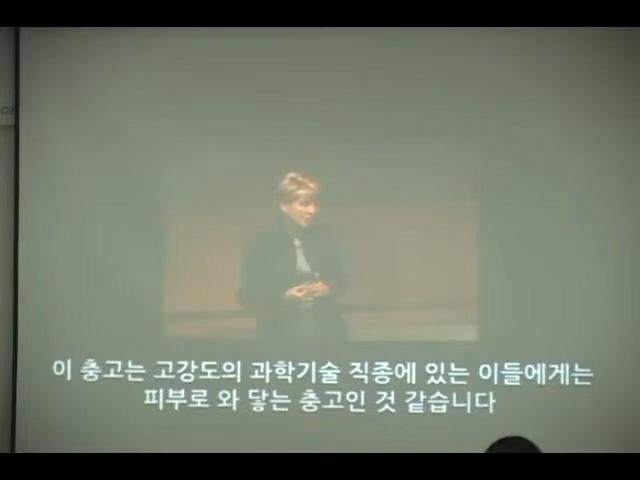 이 충고는 고강도의 과학기술 직종에 있는 이들에게는
피부로 와 닿는 충고인 것 같습니다